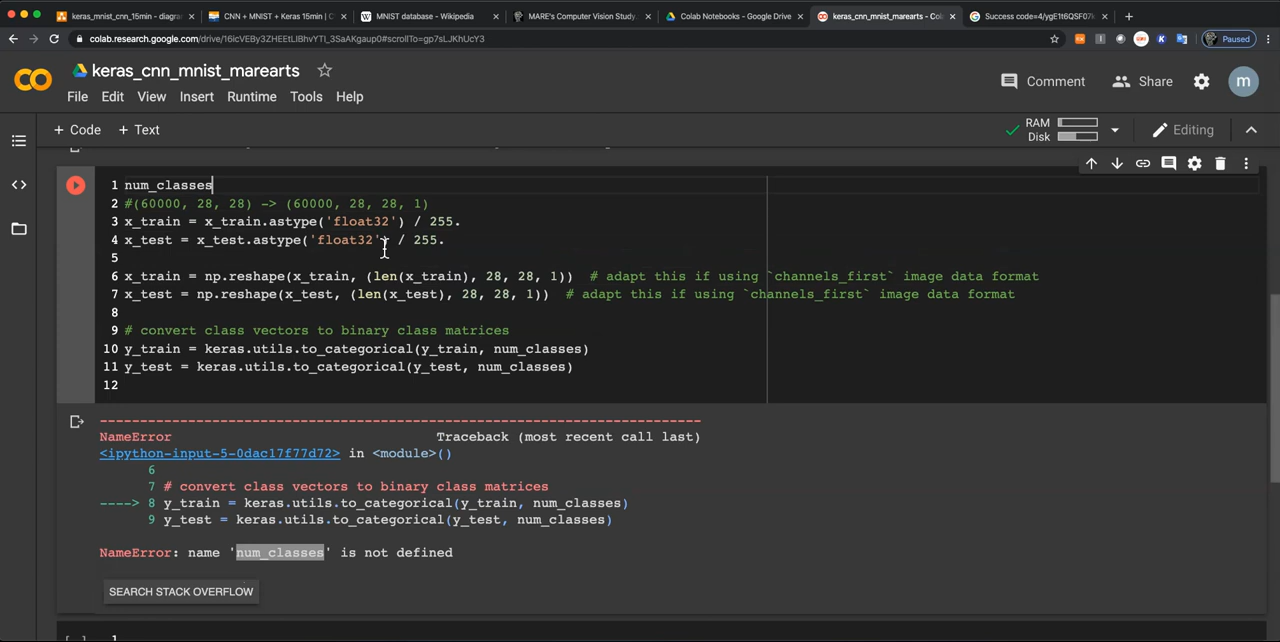 keras_mnist_cnn_15min - diagra
CNN + MNIST + Keras 15min | C
MNIST database - Wikipedia
MARE's Computer Vision Study.
Colab Notebooks - Google Drive
keras_cnn_mnist_marearts - Col
Success code=4/ygE1t6QSF07k
colab.research.google.com/drive/16icVEBy3ZHEEtLIBhvYTl_3SaAKgaup0#scrollTo=gp7sLJKhUcY3
Paused
keras_cnn_mnist_marearts
Comment
Share
m
File Edit View Insert Runtime Tools Help
+ Code + Text
RAM
Disk
Editing
1 num_classes
2 #(60000, 28, 28) -> (60000, 28, 28, 1)
3 x_train = x_train.astype('float32') / 255.
4 x_test = x_test.astype('float32') / 255.
5
6 x_train = np.reshape(x_train, (len(x_train), 28, 28, 1)) # adapt this if using `channels_first` image data format
7 x_test = np.reshape(x_test, (len(x_test), 28, 28, 1)) # adapt this if using `channels_first` image data format
8
9 # convert class vectors to binary class matrices
10 y_train = keras.utils.to_categorical(y_train, num_classes)
11 y_test = keras.utils.to_categorical(y_test, num_classes)
12
NameError Traceback (most recent call last)
<ipython-input-5-0dac17f77d72> in <module>()
6
7 # convert class vectors to binary class matrices
----> 8 y_train = keras.utils.to_categorical(y_train, num_classes)
9 y_test = keras.utils.to_categorical(y_test, num_classes)
NameError: name 'num_classes' is not defined
SEARCH STACK OVERFLOW
[ ] 1